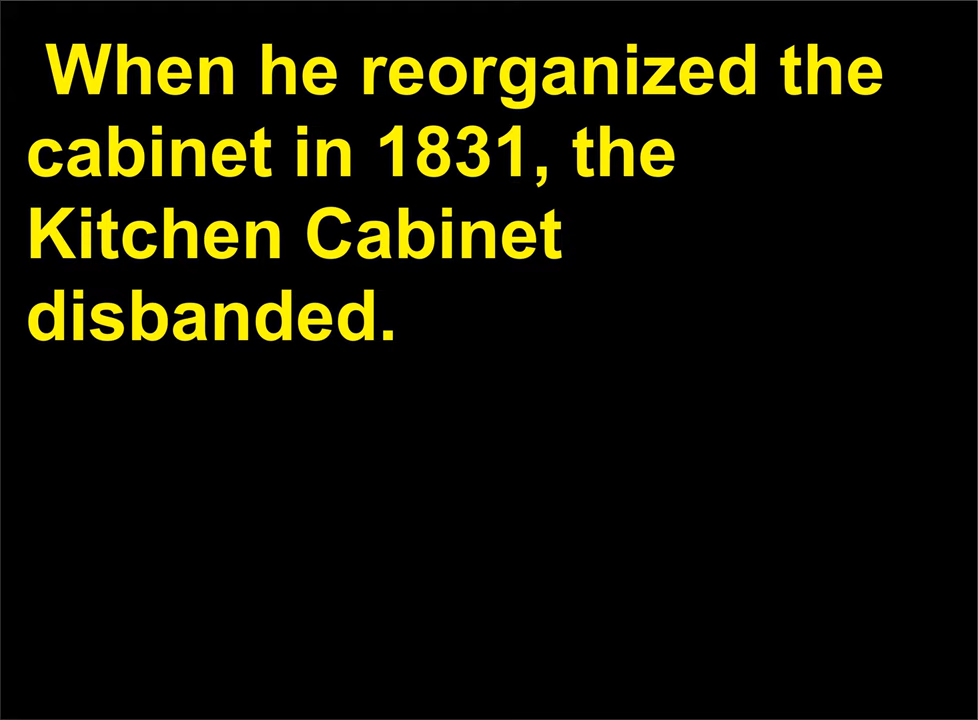 When he reorganized the
cabinet in 1831, the
Kitchen Cabinet
disbanded.